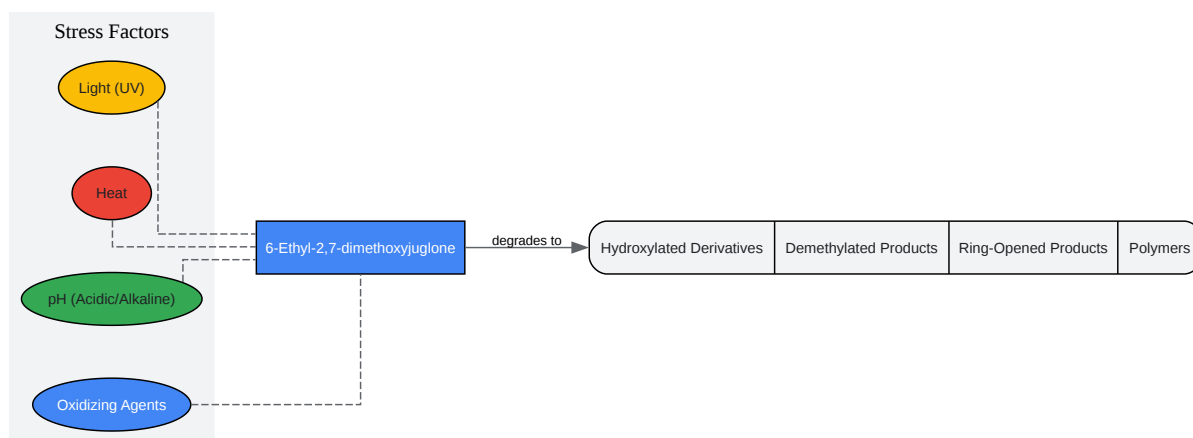 Stress Factors
Light (UV)
Heat
6-Ethyl-2,7-dimethoxyjuglone
degrades to
Hydroxylated Derivatives
Demethylated Products
Ring-Opened Products
Polymers
pH (Acidic/Alkaline)
Oxidizing Agents